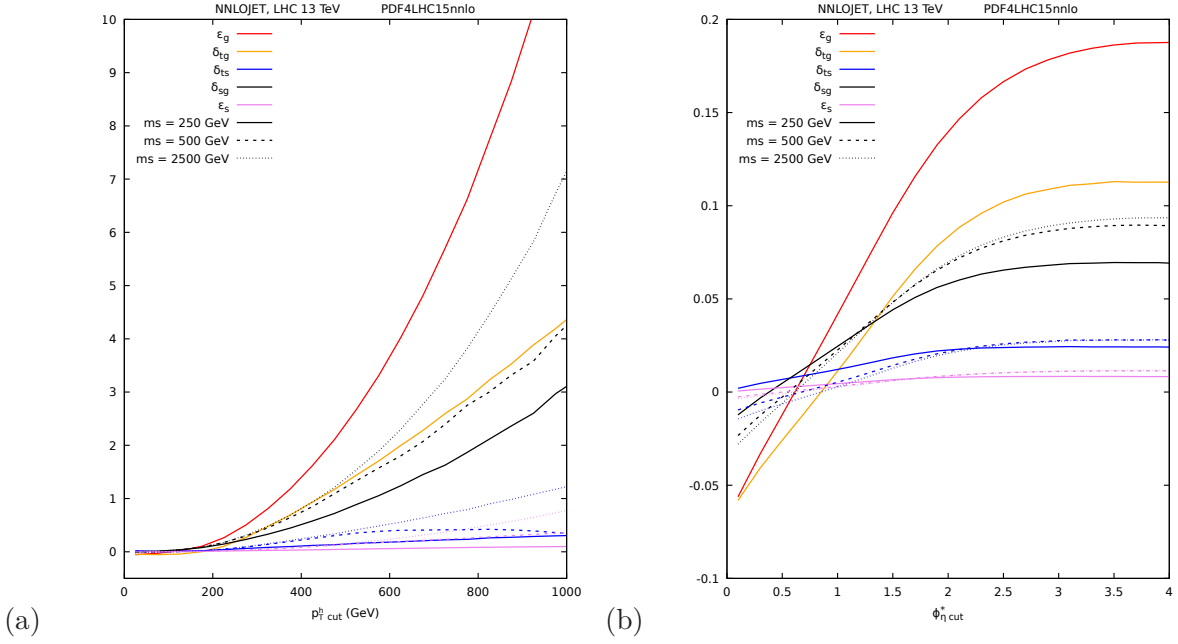 NNLOJET, LHC 13 TeV PDF4LHC15nnlo
10
9
8
7
6
5
4
3
2
1
0
ε_g
δ_tg
δ_ts
δ_sg
ε_s
ms = 250 GeV
ms = 500 GeV
ms = 2500 GeV
0 200 400 600 800 1000
p_T^h cut (GeV)
(a)
NNLOJET, LHC 13 TeV PDF4LHC15nnlo
0.2
0.15
0.1
0.05
0
-0.05
-0.1
ε_g
δ_tg
δ_ts
δ_sg
ε_s
ms = 250 GeV
ms = 500 GeV
ms = 2500 GeV
0 0.5 1 1.5 2 2.5 3 3.5 4
ϕ_η^* cut
(b)